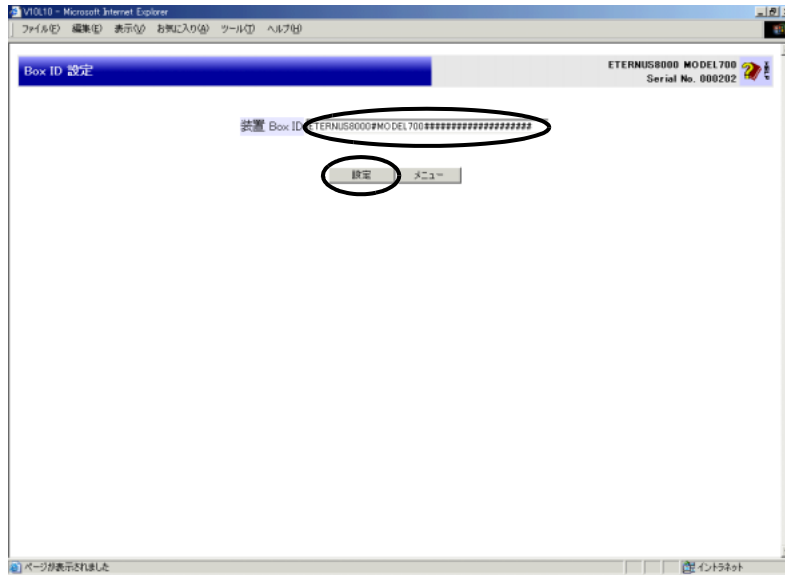 V10L10 - Microsoft Internet Explorer
ファイル(F) 編集(E) 表示(V) お気に入り(A) ツール(T) ヘルプ(H)
Box ID 設定
ETERNUS8000 MODEL700
Serial No. 000202
装置 Box ID ETERNUS8000#MODEL700####################
設定 メニュー
ページが表示されました
イントラネット